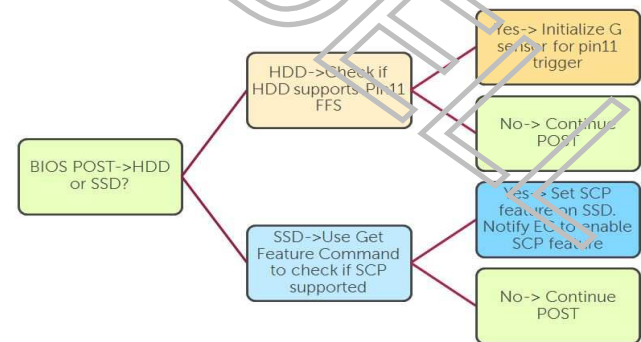 BIOS POST->HDD
or SSD?
HDD->Check if
HDD supports Pin11
FFS
Yes-> Initialize G
sensor for pin11
trigger
No-> Continue
POST
SSD->Use Get
Feature Command
to check if SCP
supported
Yes-> Set SCP
feature on SSD.
Notify EC to enable
SCP feature
No-> Continue
POST